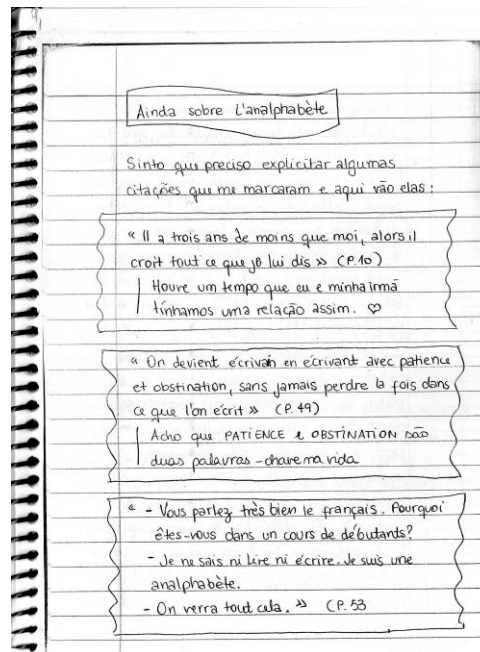 Ainda sobre L'analphabète
Sinto que preciso explicitar algumas
citações que me marcaram e aqui vão elas:
« Il a trois ans de moins que moi, alors il
croit tout ce que je lui dis » (P.10)
Houve um tempo que eu e minha irmã
tínhamos uma relação assim. ♡
« On devient écrivain en écrivant avec patience
et obstination, sans jamais perdre la fois dans
ce que l'on écrit » (P.49)
Acho que PATIENCE e OBSTINATION são
duas palavras-chave na vida
« - Vous parlez très bien le français. Pourquoi
êtes-vous dans un cours de débutants?
- Je ne sais ni lire ni écrire. Je suis une
analphabète.
- On verra tout cela. » (P.53